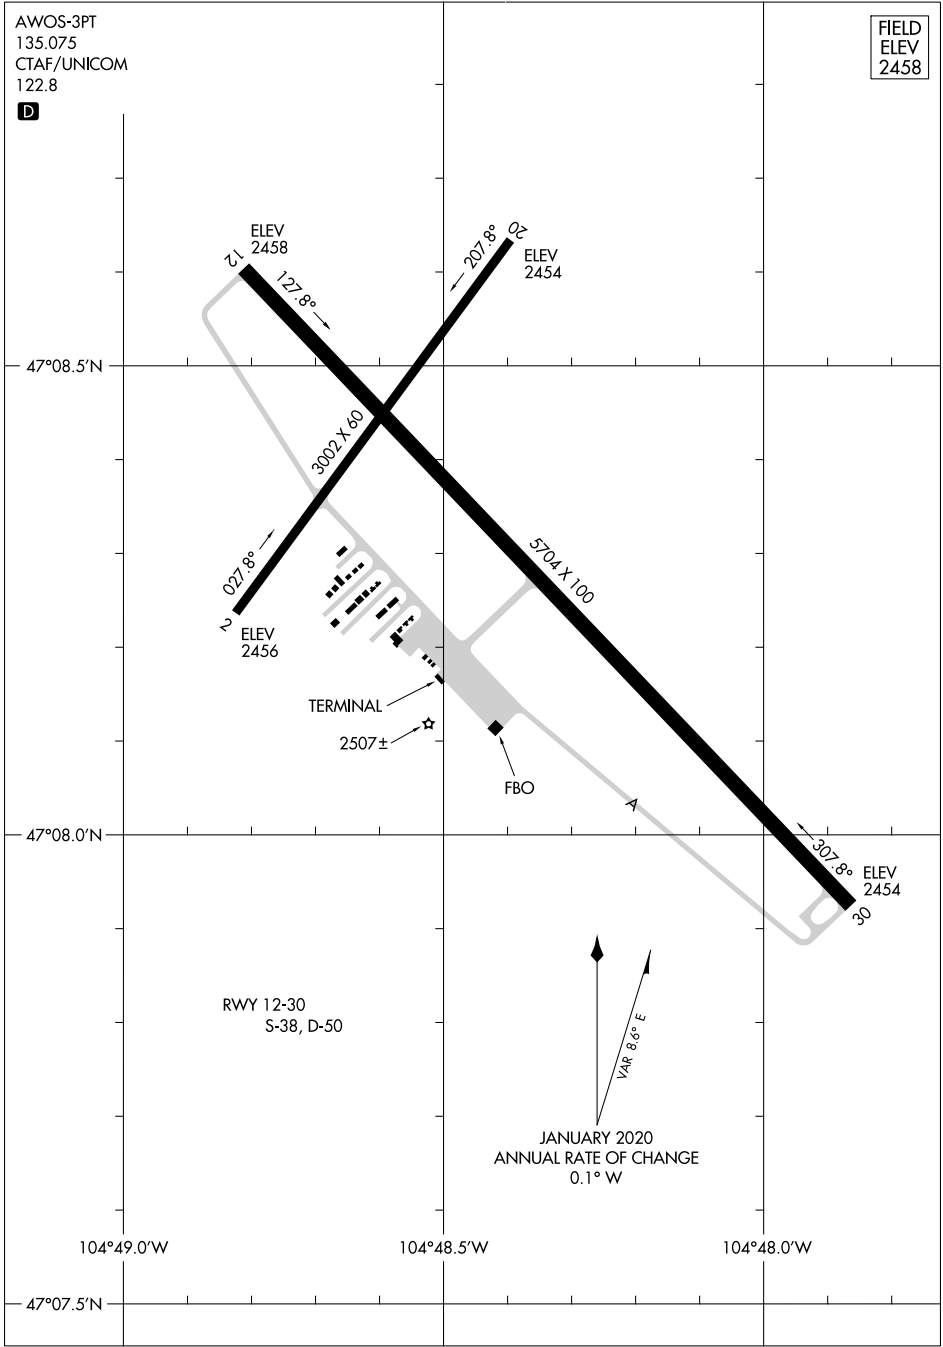 AWOS-3PT
135.075
CTAF/UNICOM
122.8
D
FIELD
ELEV
2458
12
ELEV
2458
127.8°
207.8°
20
ELEV
2454
47°08.5'N
3002 X 60
027.8°
2
ELEV
2456
5704 X 100
TERMINAL
2507±
FBO
A
47°08.0'N
307.8°
ELEV
2454
30
RWY 12-30
S-38, D-50
VAR 8.6° E
JANUARY 2020
ANNUAL RATE OF CHANGE
0.1° W
104°49.0'W
104°48.5'W
104°48.0'W
47°07.5'N